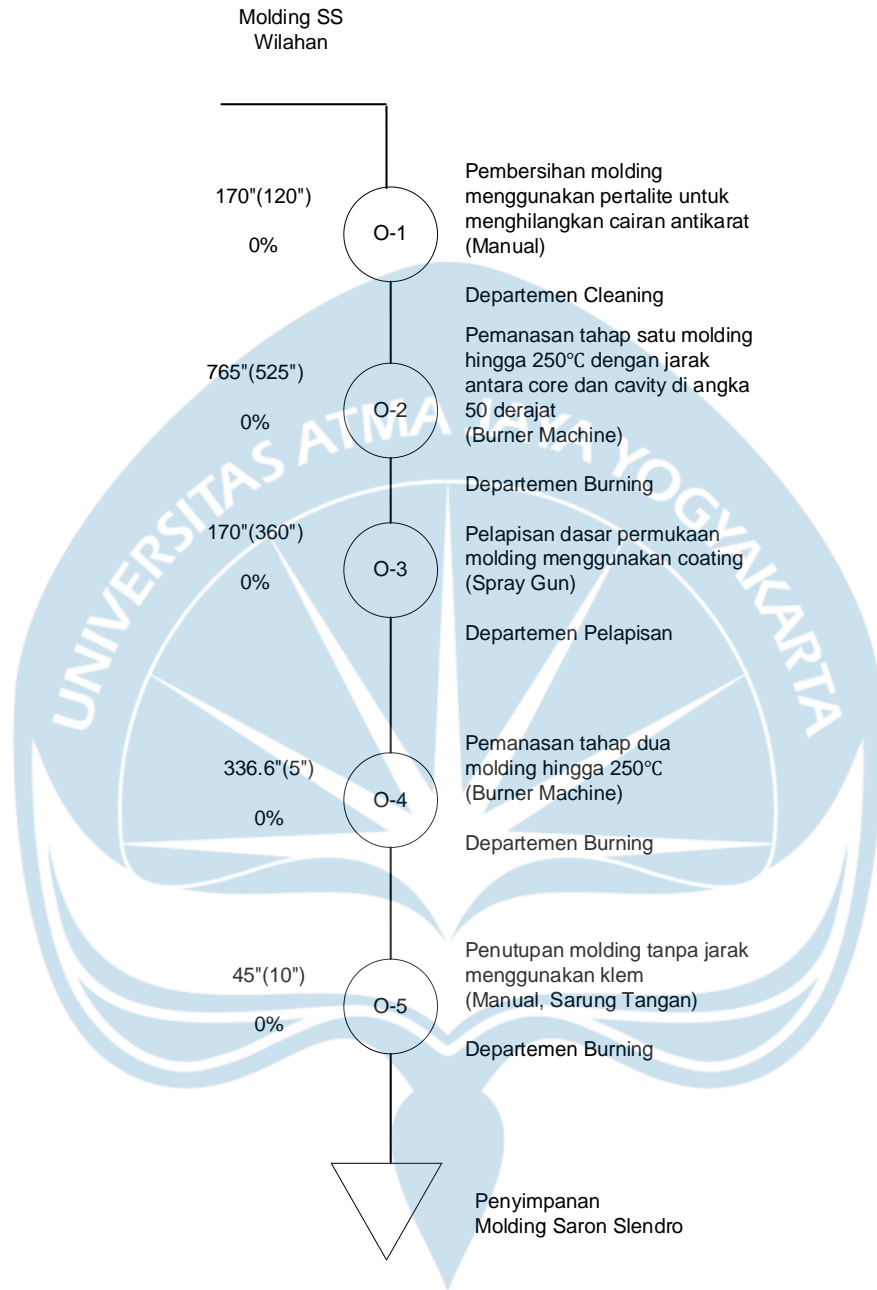 Molding SS
Wilahan
170"(120")
0%
O-1
Pembersihan molding
menggunakan pertalite untuk
menghilangkan cairan antikarat
(Manual)
Departemen Cleaning
765"(525")
0%
O-2
Pemanasan tahap satu molding
hingga 250℃ dengan jarak
antara core dan cavity di angka
50 derajat
(Burner Machine)
Departemen Burning
170"(360")
0%
O-3
Pelapisan dasar permukaan
molding menggunakan coating
(Spray Gun)
Departemen Pelapisan
336.6"(5")
0%
O-4
Pemanasan tahap dua
molding hingga 250℃
(Burner Machine)
Departemen Burning
45"(10")
0%
O-5
Penutupan molding tanpa jarak
menggunakan klem
(Manual, Sarung Tangan)
Departemen Burning
Penyimpanan
Molding Saron Slendro
UNIVERSITAS ATMA JAYA YOGYAKARTA